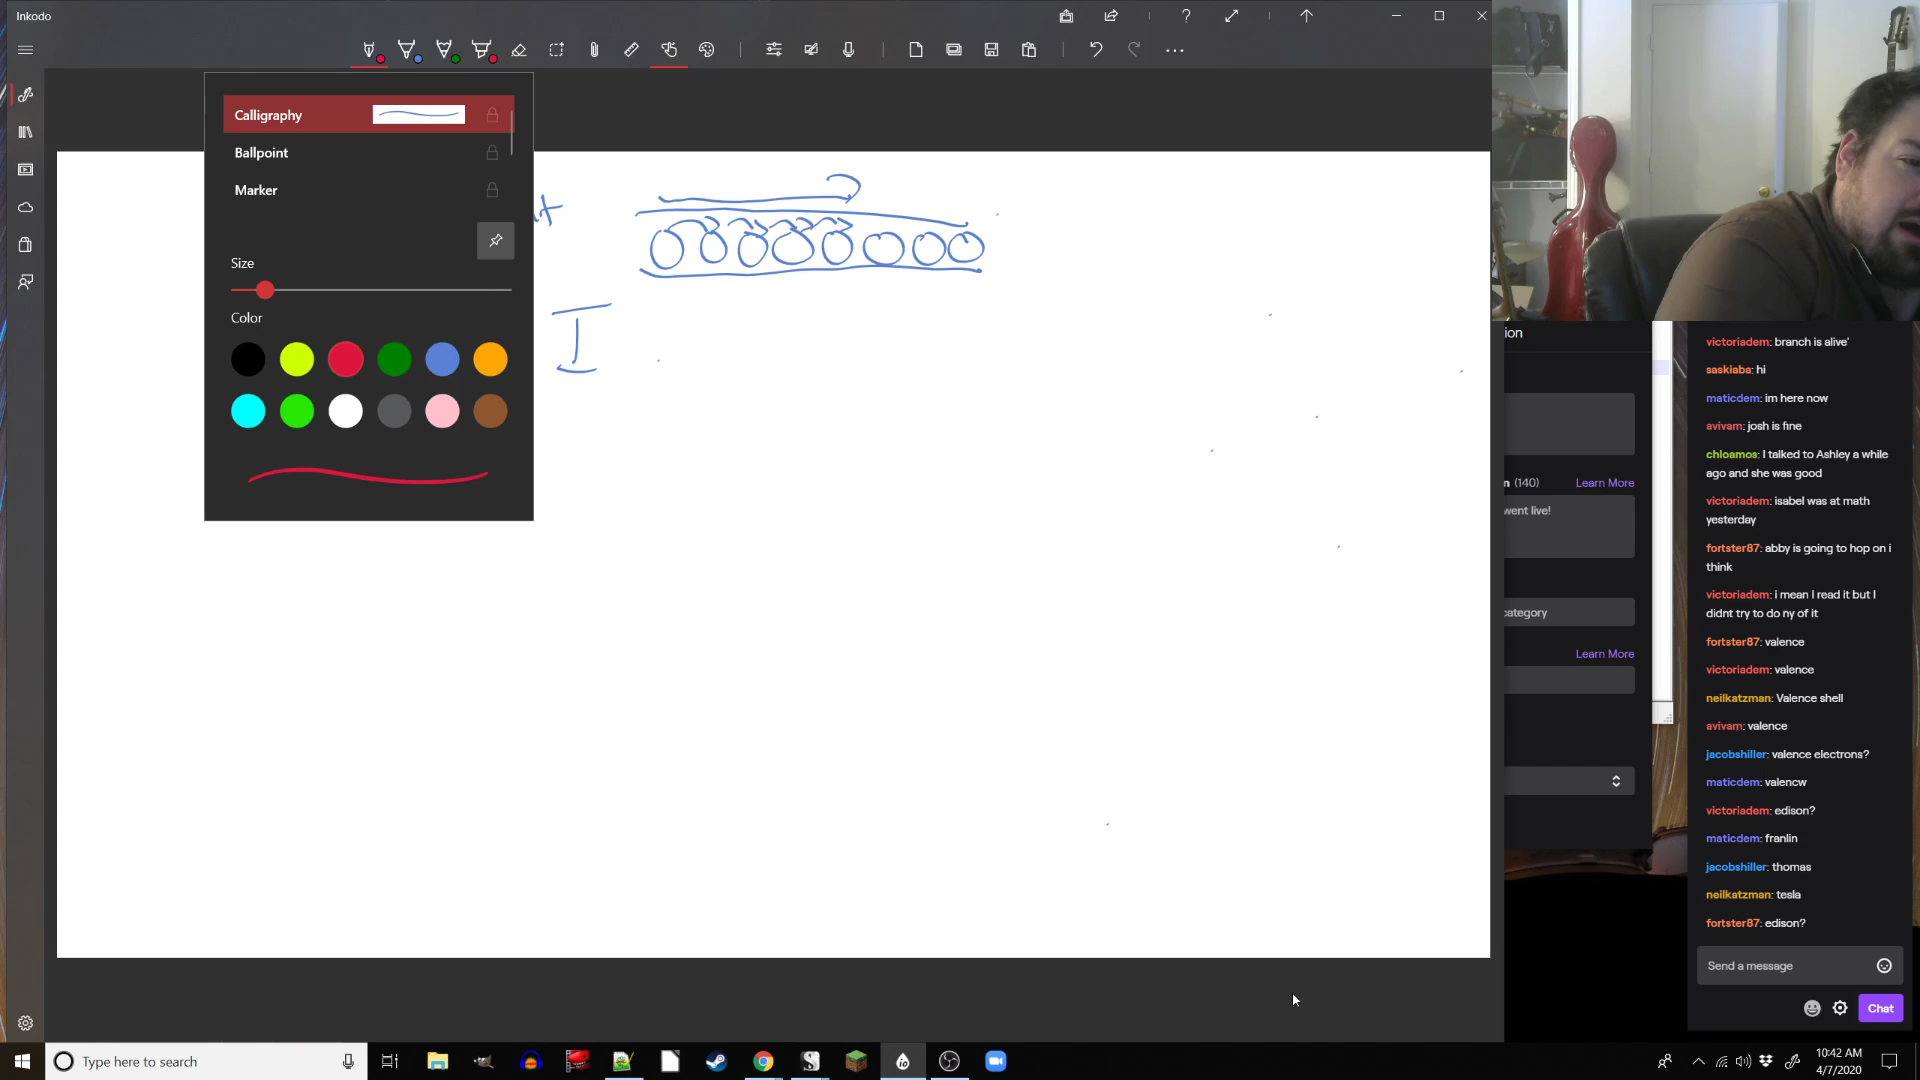 Inkodo
Calligraphy
Ballpoint
Marker
Size
Color
I
ion
n (140)
Learn More
went live!
category
Learn More
victoriadem: branch is alive'
saskiaba: hi
maticdem: im here now
avivam: josh is fine
chloamos: I talked to Ashley a while
ago and she was good
victoriadem: isabel was at math
yesterday
fortster87: abby is going to hop on i
think
victoriadem: i mean I read it but I
didnt try to do ny of it
fortster87: valence
victoriadem: valence
neilkatzman: Valence shell
avivam: valence
jacobshiller: valence electrons?
maticdem: valencw
victoriadem: edison?
maticdem: franlin
jacobshiller: thomas
neilkatzman: tesla
fortster87: edison?
Send a message
Chat
Type here to search
10:42 AM
4/7/2020